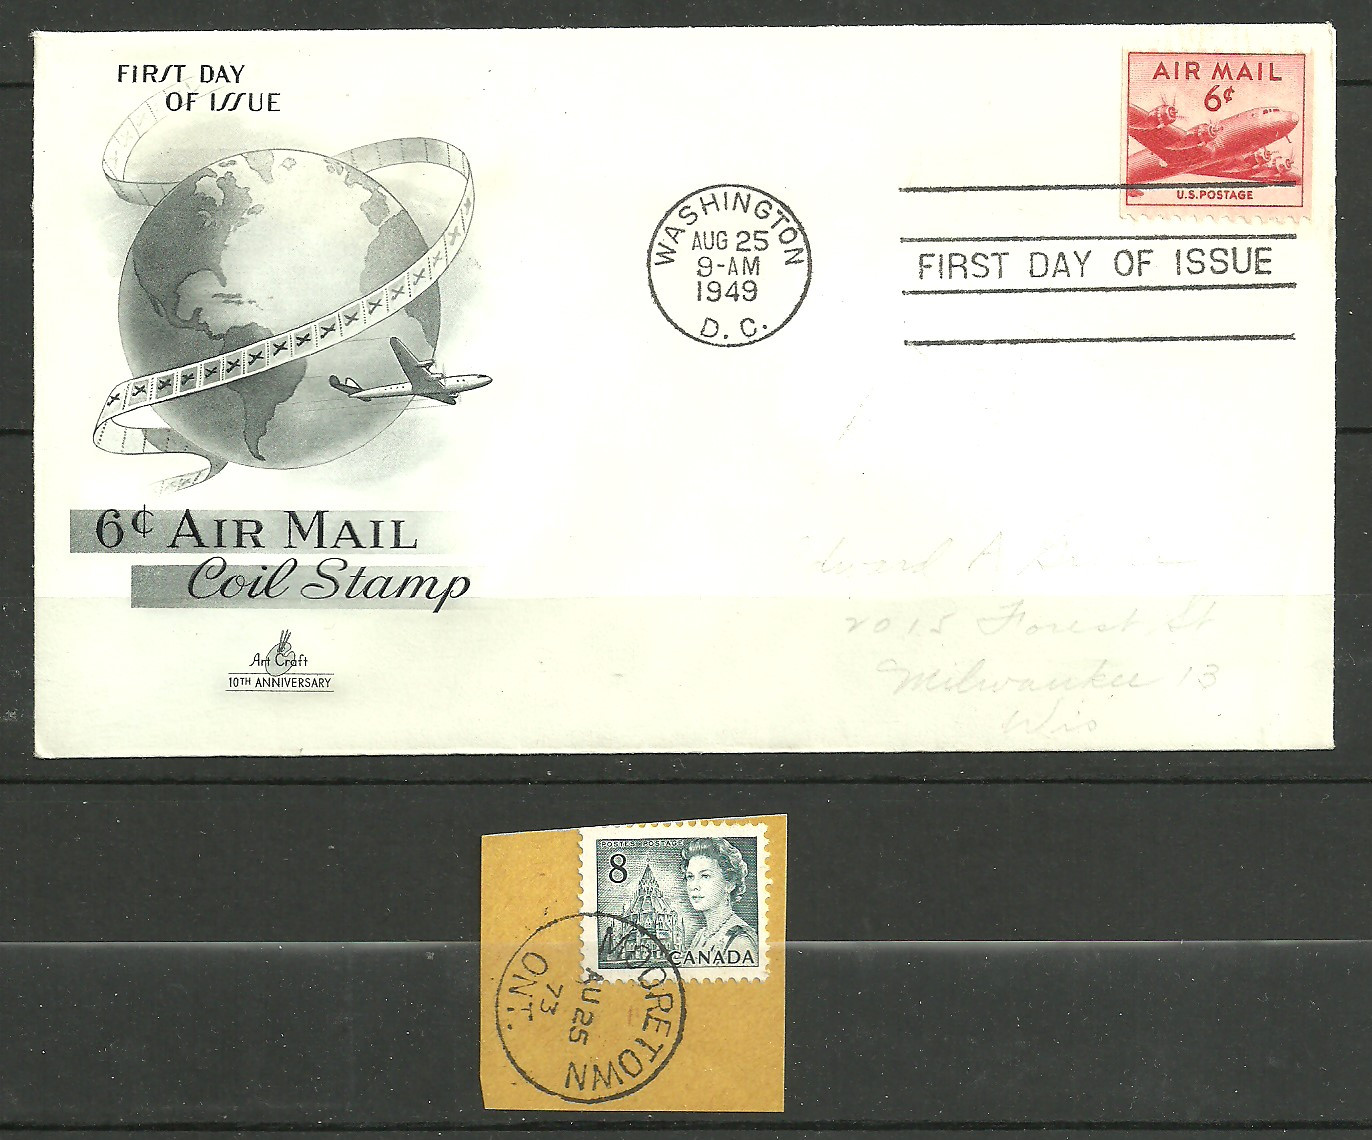 FIRST DAY
OF ISSUE
AIR MAIL
6¢
U.S. POSTAGE
WASHINGTON
AUG 25
9-AM
1949
D. C.
FIRST DAY OF ISSUE
6¢ AIR MAIL
Coil Stamp
Art Craft
10TH ANNIVERSARY
A
2015 Forest St
Milwaukee 13
Wis
POSTES POSTAGE
8
CANADA
MOORETOWN
AU 25
73
ONT.